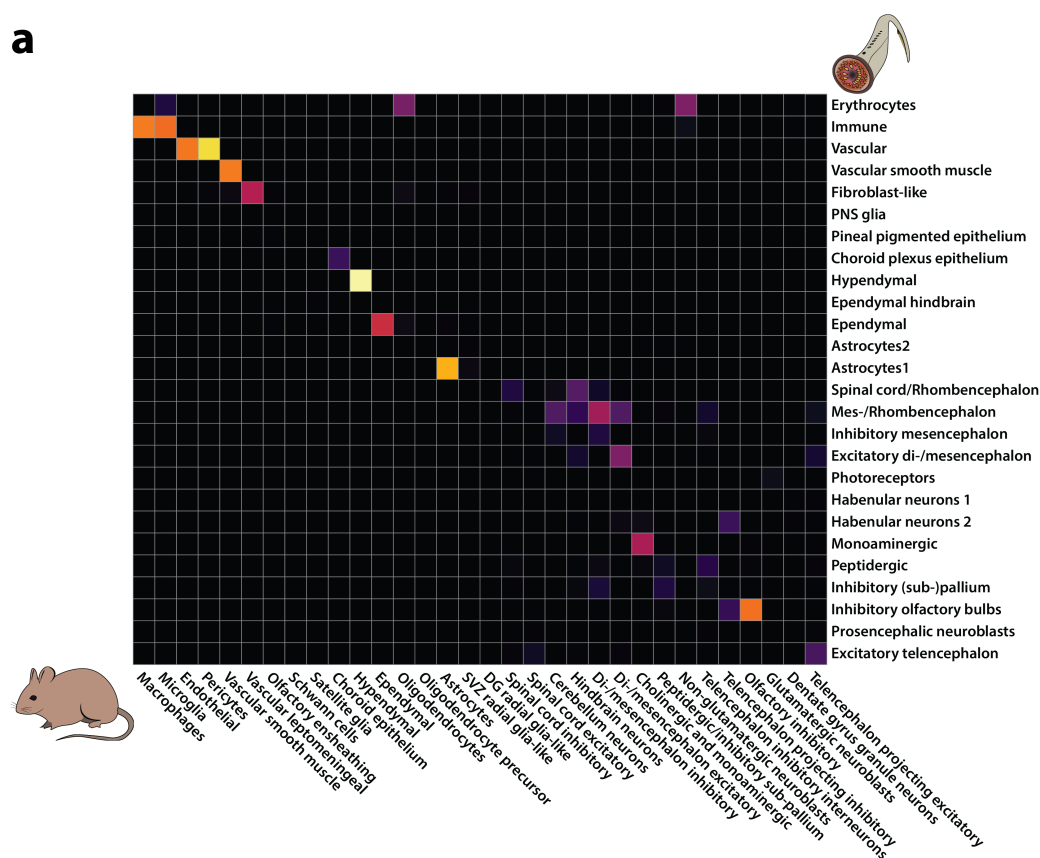 a
Erythrocytes
Immune
Vascular
Vascular smooth muscle
Fibroblast-like
PNS glia
Pineal pigmented epithelium
Choroid plexus epithelium
Hypendymal
Ependymal hindbrain
Ependymal
Astrocytes2
Astrocytes1
Spinal cord/Rhombencephalon
Mes-/Rhombencephalon
Inhibitory mesencephalon
Excitatory di-/mesencephalon
Photoreceptors
Habenular neurons 1
Habenular neurons 2
Monoaminergic
Peptidergic
Inhibitory (sub-)pallium
Inhibitory olfactory bulbs
Prosencephalic neuroblasts
Excitatory telencephalon
Macrophages
Microglia
Endothelial
Pericytes
Vascular smooth muscle
Vascular leptomeningeal
Olfactory ensheathing
Schwann cells
Satellite glia
Choroid epithelium
Hypendymal
Ependymal
Oligodendrocytes
Oligodendrocyte precursor
Astrocytes
SVZ radial glia-like
DG radial glia-like
Spinal cord inhibitory
Spinal cord excitatory
Cerebellum neurons
Hindbrain neurons
Di-/mesencephalon inhibitory
Di-/mesencephalon excitatory
Cholinergic and monoaminergic
Peptidergic/inhibitory sub-pallium
Non-glutamatergic neuroblasts
Telencephalon inhibitory interneurons
Telencephalon projecting inhibitory
Olfactory inhibitory
Glutamatergic neuroblasts
Dentate gyrus granule neurons
Telencephalon projecting excitatory